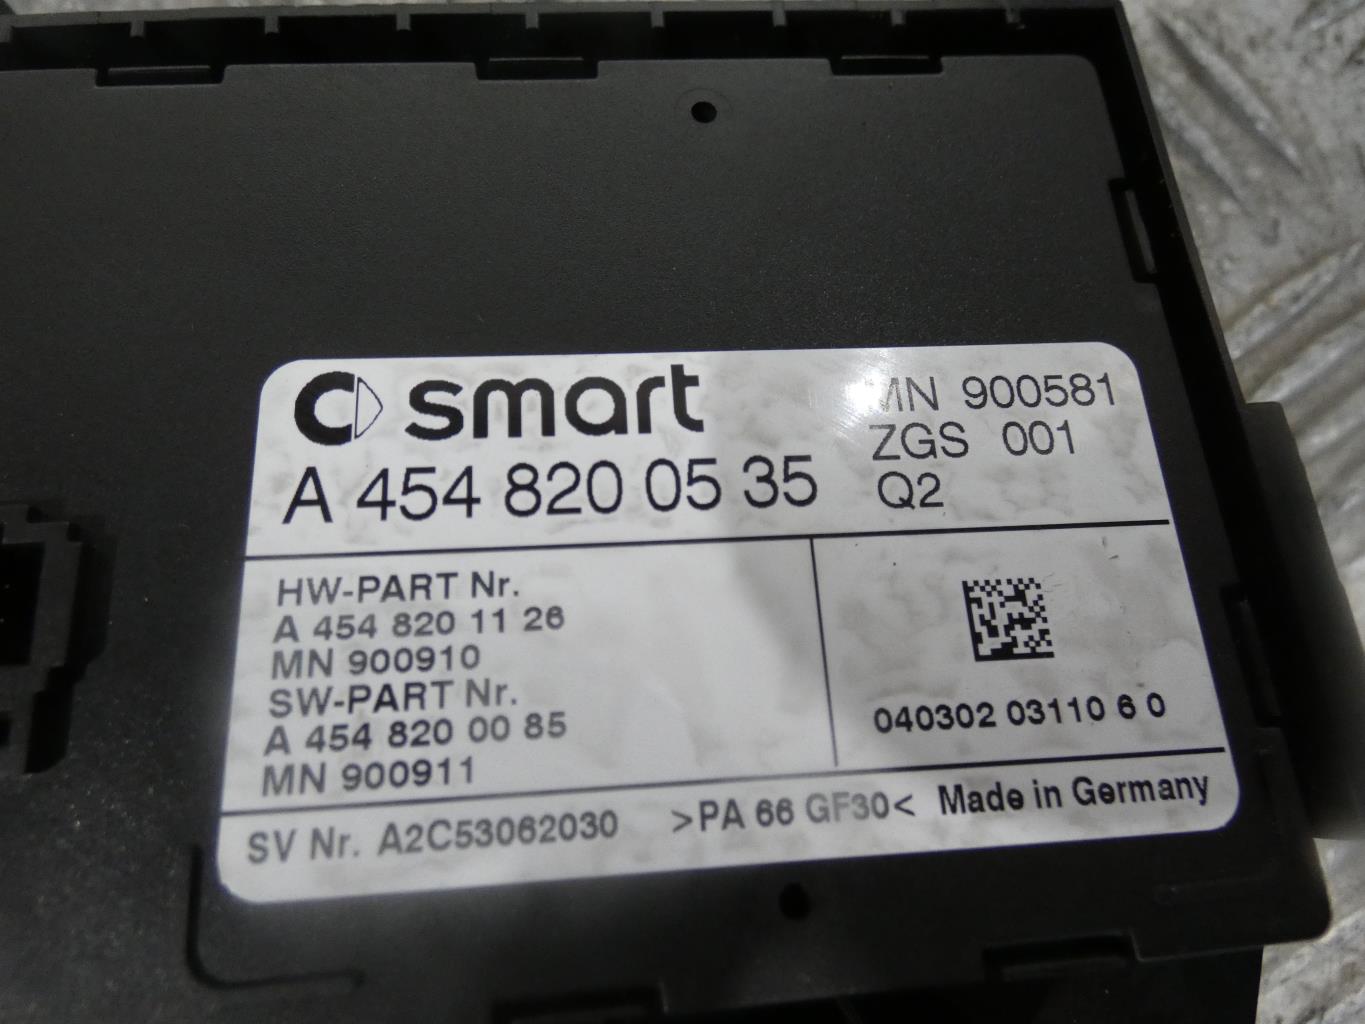 smart
A 454 820 05 35
MN 900581
ZGS 001
Q2
HW-PART Nr.
A 454 820 11 26
MN 900910
SW-PART Nr.
A 454 820 00 85
MN 900911
040302 03110 6 0
SV Nr. A2C53062030 >PA 66 GF30< Made in Germany